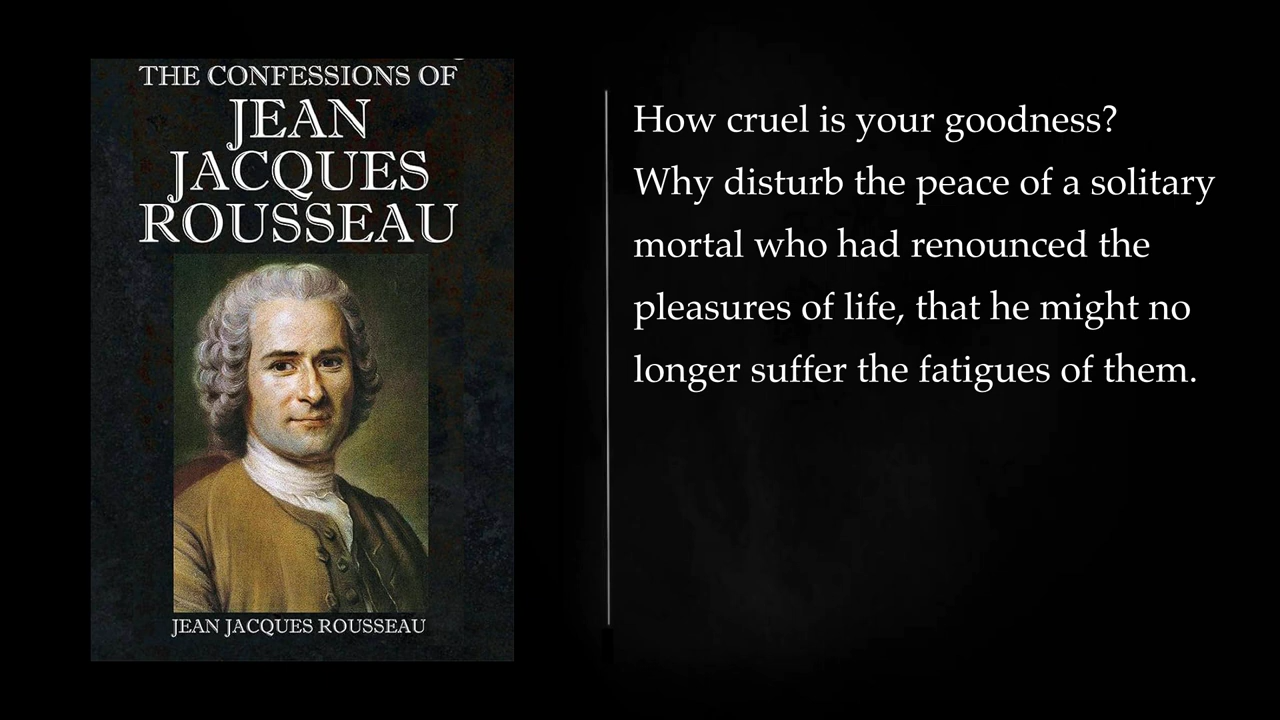 THE CONFESSIONS OF
JEAN
JACQUES
ROUSSEAU
JEAN JACQUES ROUSSEAU
How cruel is your goodness?
Why disturb the peace of a solitary
mortal who had renounced the
pleasures of life, that he might no
longer suffer the fatigues of them.